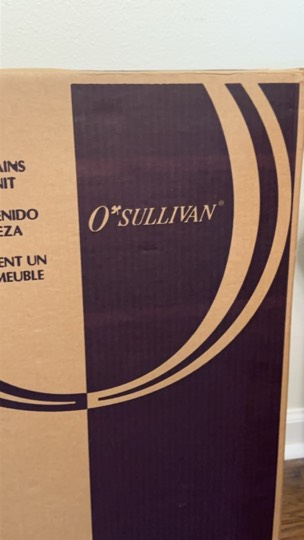 AINS
NIT
O'SULLIVAN®
ENIDO
EZA
ENT UN
MEUBLE